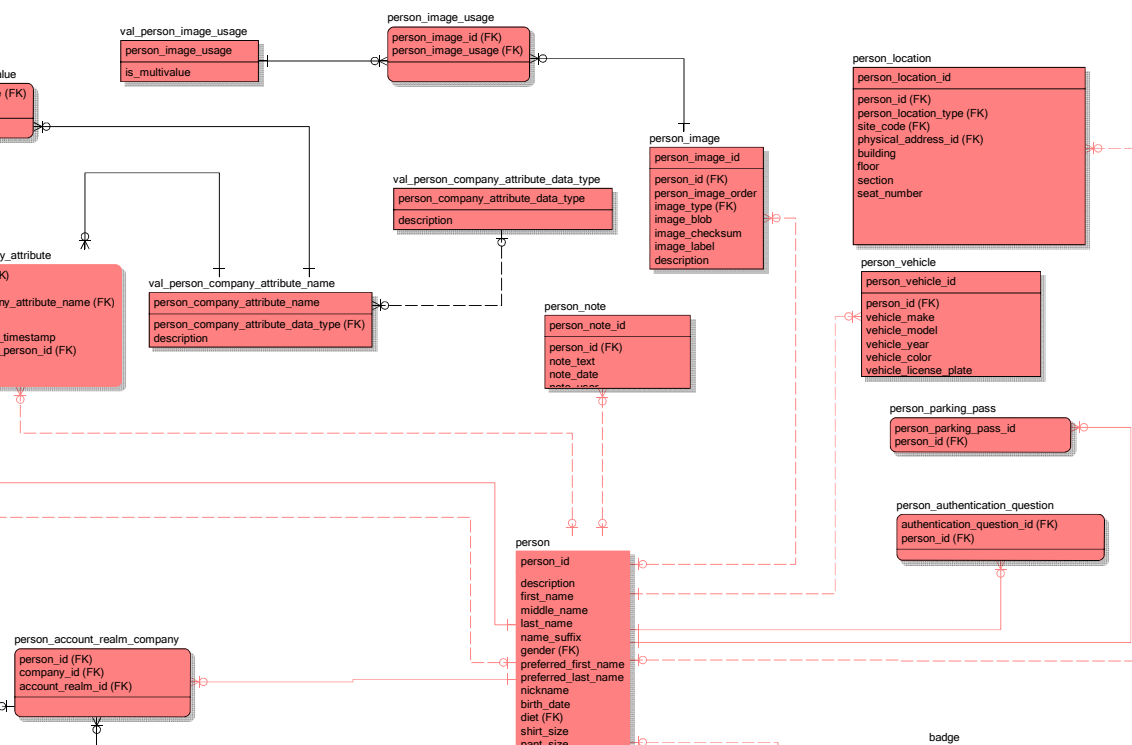 person_image_usage
val_person_image_usage
person_image_id (FK)
person_image_usage (FK)
person_image_usage
is_multivalue
person_location
person_location_id
person_id (FK)
person_location_type (FK)
site_code (FK)
physical_address_id (FK)
building
floor
section
seat_number
alue
e (FK)
person_image
person_image_id
person_id (FK)
person_image_order
image_type (FK)
image_blob
image_checksum
image_label
description
val_person_company_attribute_data_type
person_company_attribute_data_type
description
y_attribute
K)
ny_attribute_name (FK)
_timestamp
_person_id (FK)
val_person_company_attribute_name
person_company_attribute_name
person_company_attribute_data_type (FK)
description
person_vehicle
person_vehicle_id
person_id (FK)
vehicle_make
vehicle_model
vehicle_year
vehicle_color
vehicle_license_plate
person_note
person_note_id
person_id (FK)
note_text
note_date
note_user
person_parking_pass
person_parking_pass_id
person_id (FK)
person_authentication_question
authentication_question_id (FK)
person_id (FK)
person
person_id
description
first_name
middle_name
last_name
name_suffix
gender (FK)
preferred_first_name
preferred_last_name
nickname
birth_date
diet (FK)
shirt_size
pant_size
person_account_realm_company
person_id (FK)
company_id (FK)
account_realm_id (FK)
badge